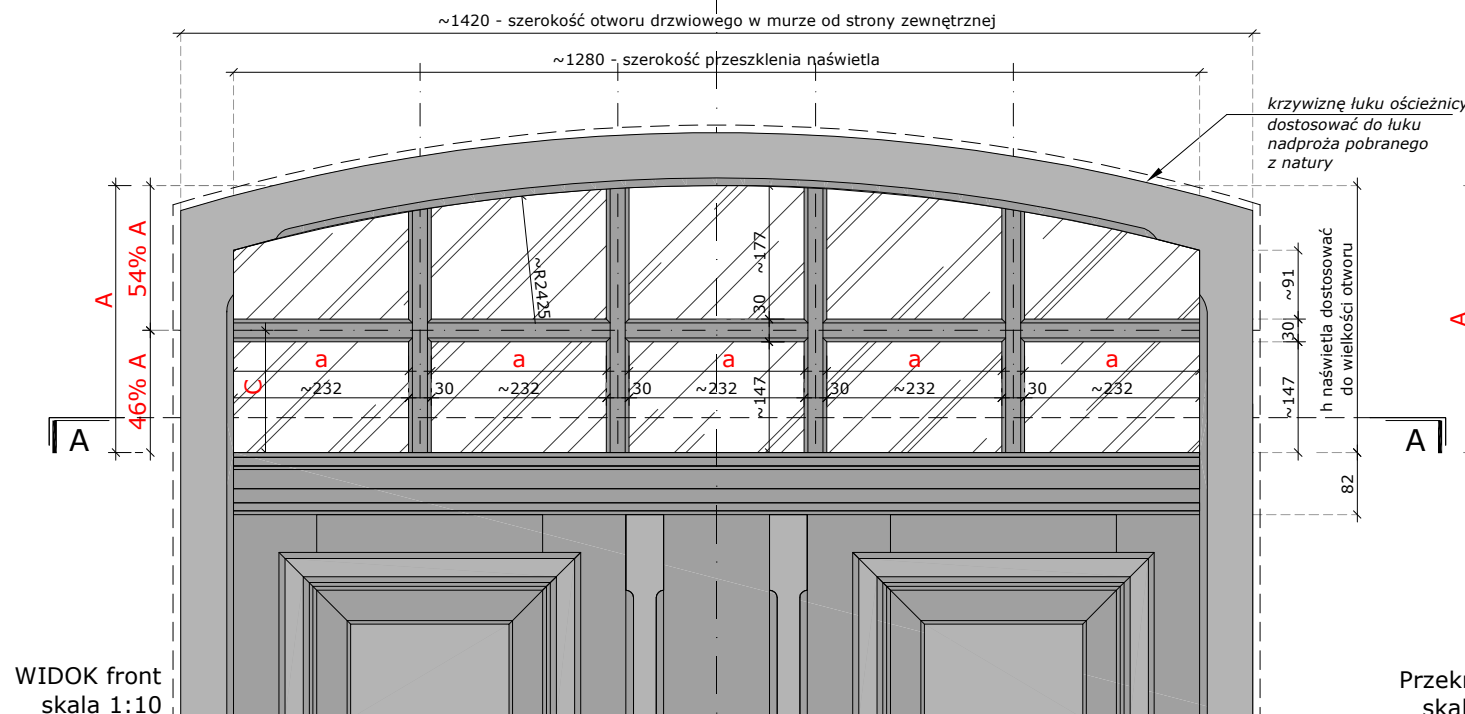 ~1420 - szerokość otworu drzwiowego w murze od strony zewnętrznej
~1280 - szerokość przeszklenia naświetla
krzywiznę łuku ościeżnicy
dostosować do łuku
nadproża pobranego
z natury
A
54% A
46% A
C
~R2425
~177
30
~147
a
a
a
a
a
~232
30
~232
30
~232
30
~232
30
~232
~91
30
~147
82
h naświetla dostosować
do wielkości otworu
A
A
A
WIDOK front
skala 1:10
Przekr
skal